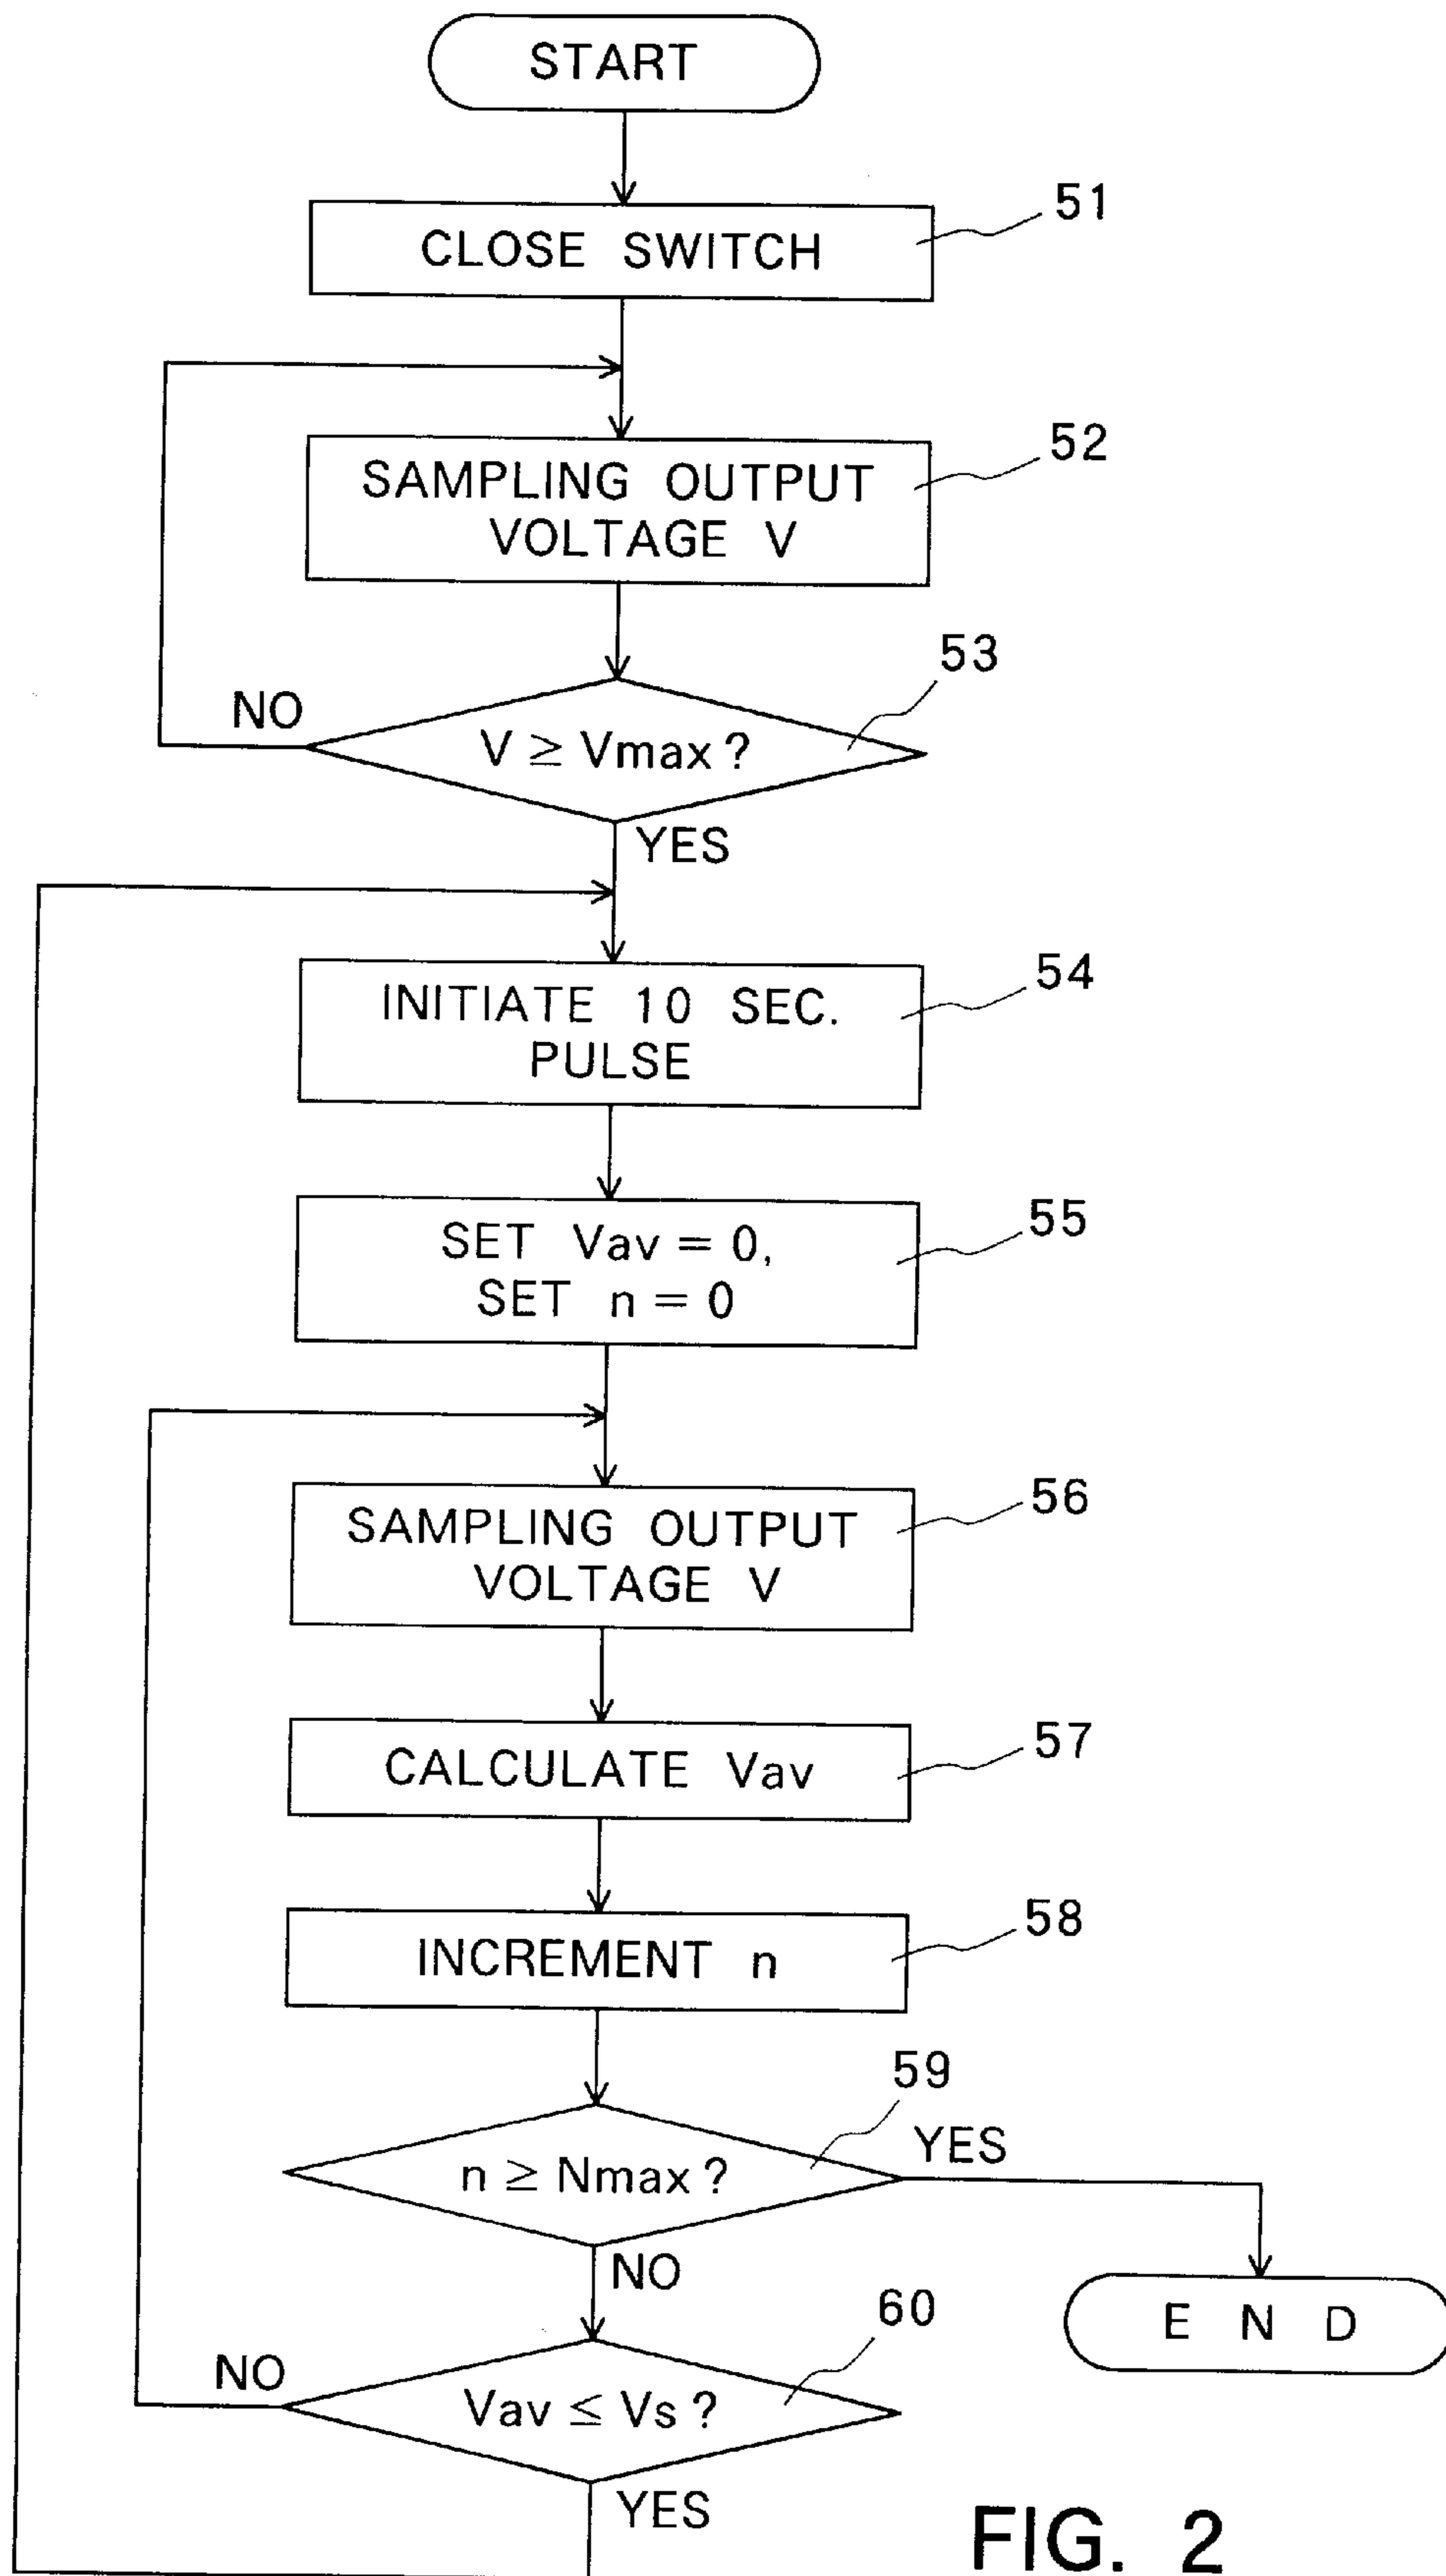 START
51
CLOSE SWITCH
52
SAMPLING OUTPUT
VOLTAGE V
53
NO
V ≥ Vmax?
YES
54
INITIATE 10 SEC.
PULSE
55
SET Vav = 0,
SET n = 0
56
SAMPLING OUTPUT
VOLTAGE V
57
CALCULATE Vav
58
INCREMENT n
59
YES
n ≥ Nmax?
NO
60
E N D
NO
Vav ≤ Vs?
YES
FIG. 2